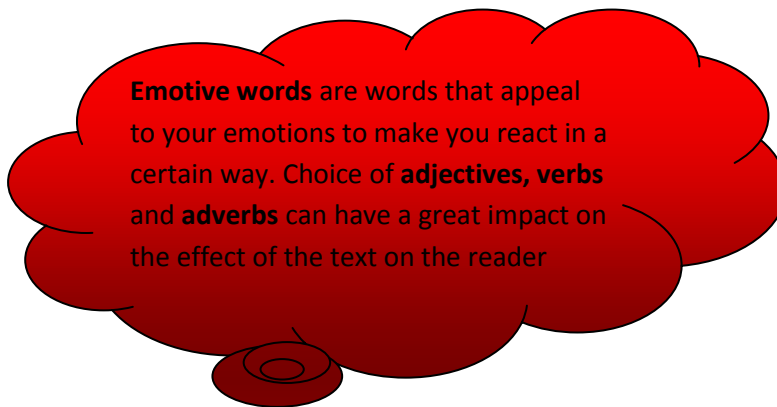 Emotive words are words that appeal
to your emotions to make you react in a
certain way. Choice of adjectives, verbs
and adverbs can have a great impact on
the effect of the text on the reader